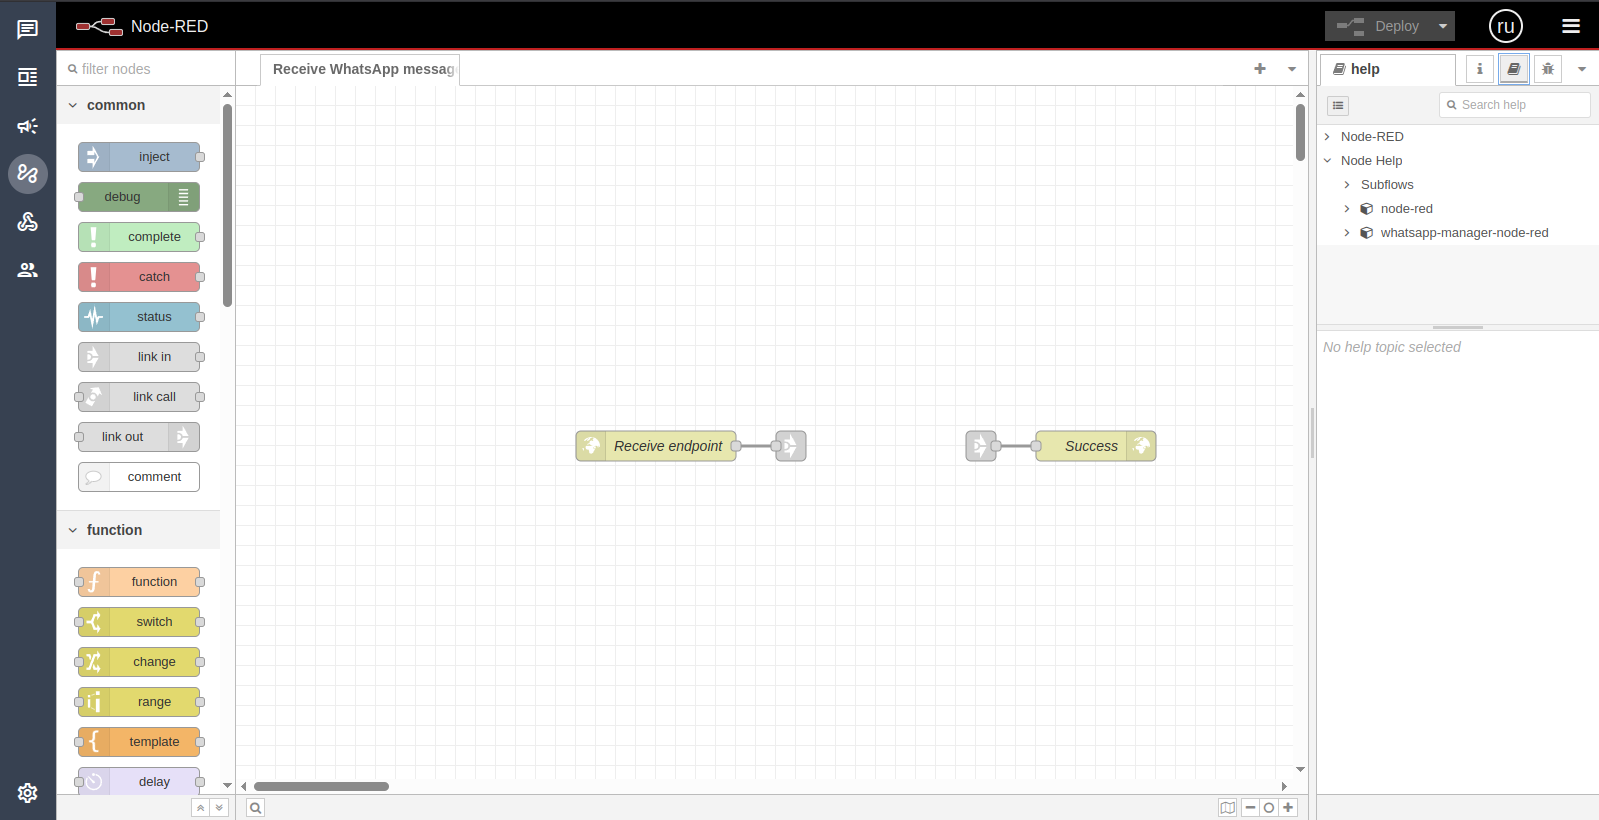 Node-RED
Deploy
ru
filter nodes
Receive WhatsApp messag
help
i
Search help
common
inject
debug
complete
catch
status
link in
link call
link out
comment
function
function
switch
change
range
template
delay
Receive endpoint
Success
Node-RED
Node Help
Subflows
node-red
whatsapp-manager-node-red
No help topic selected